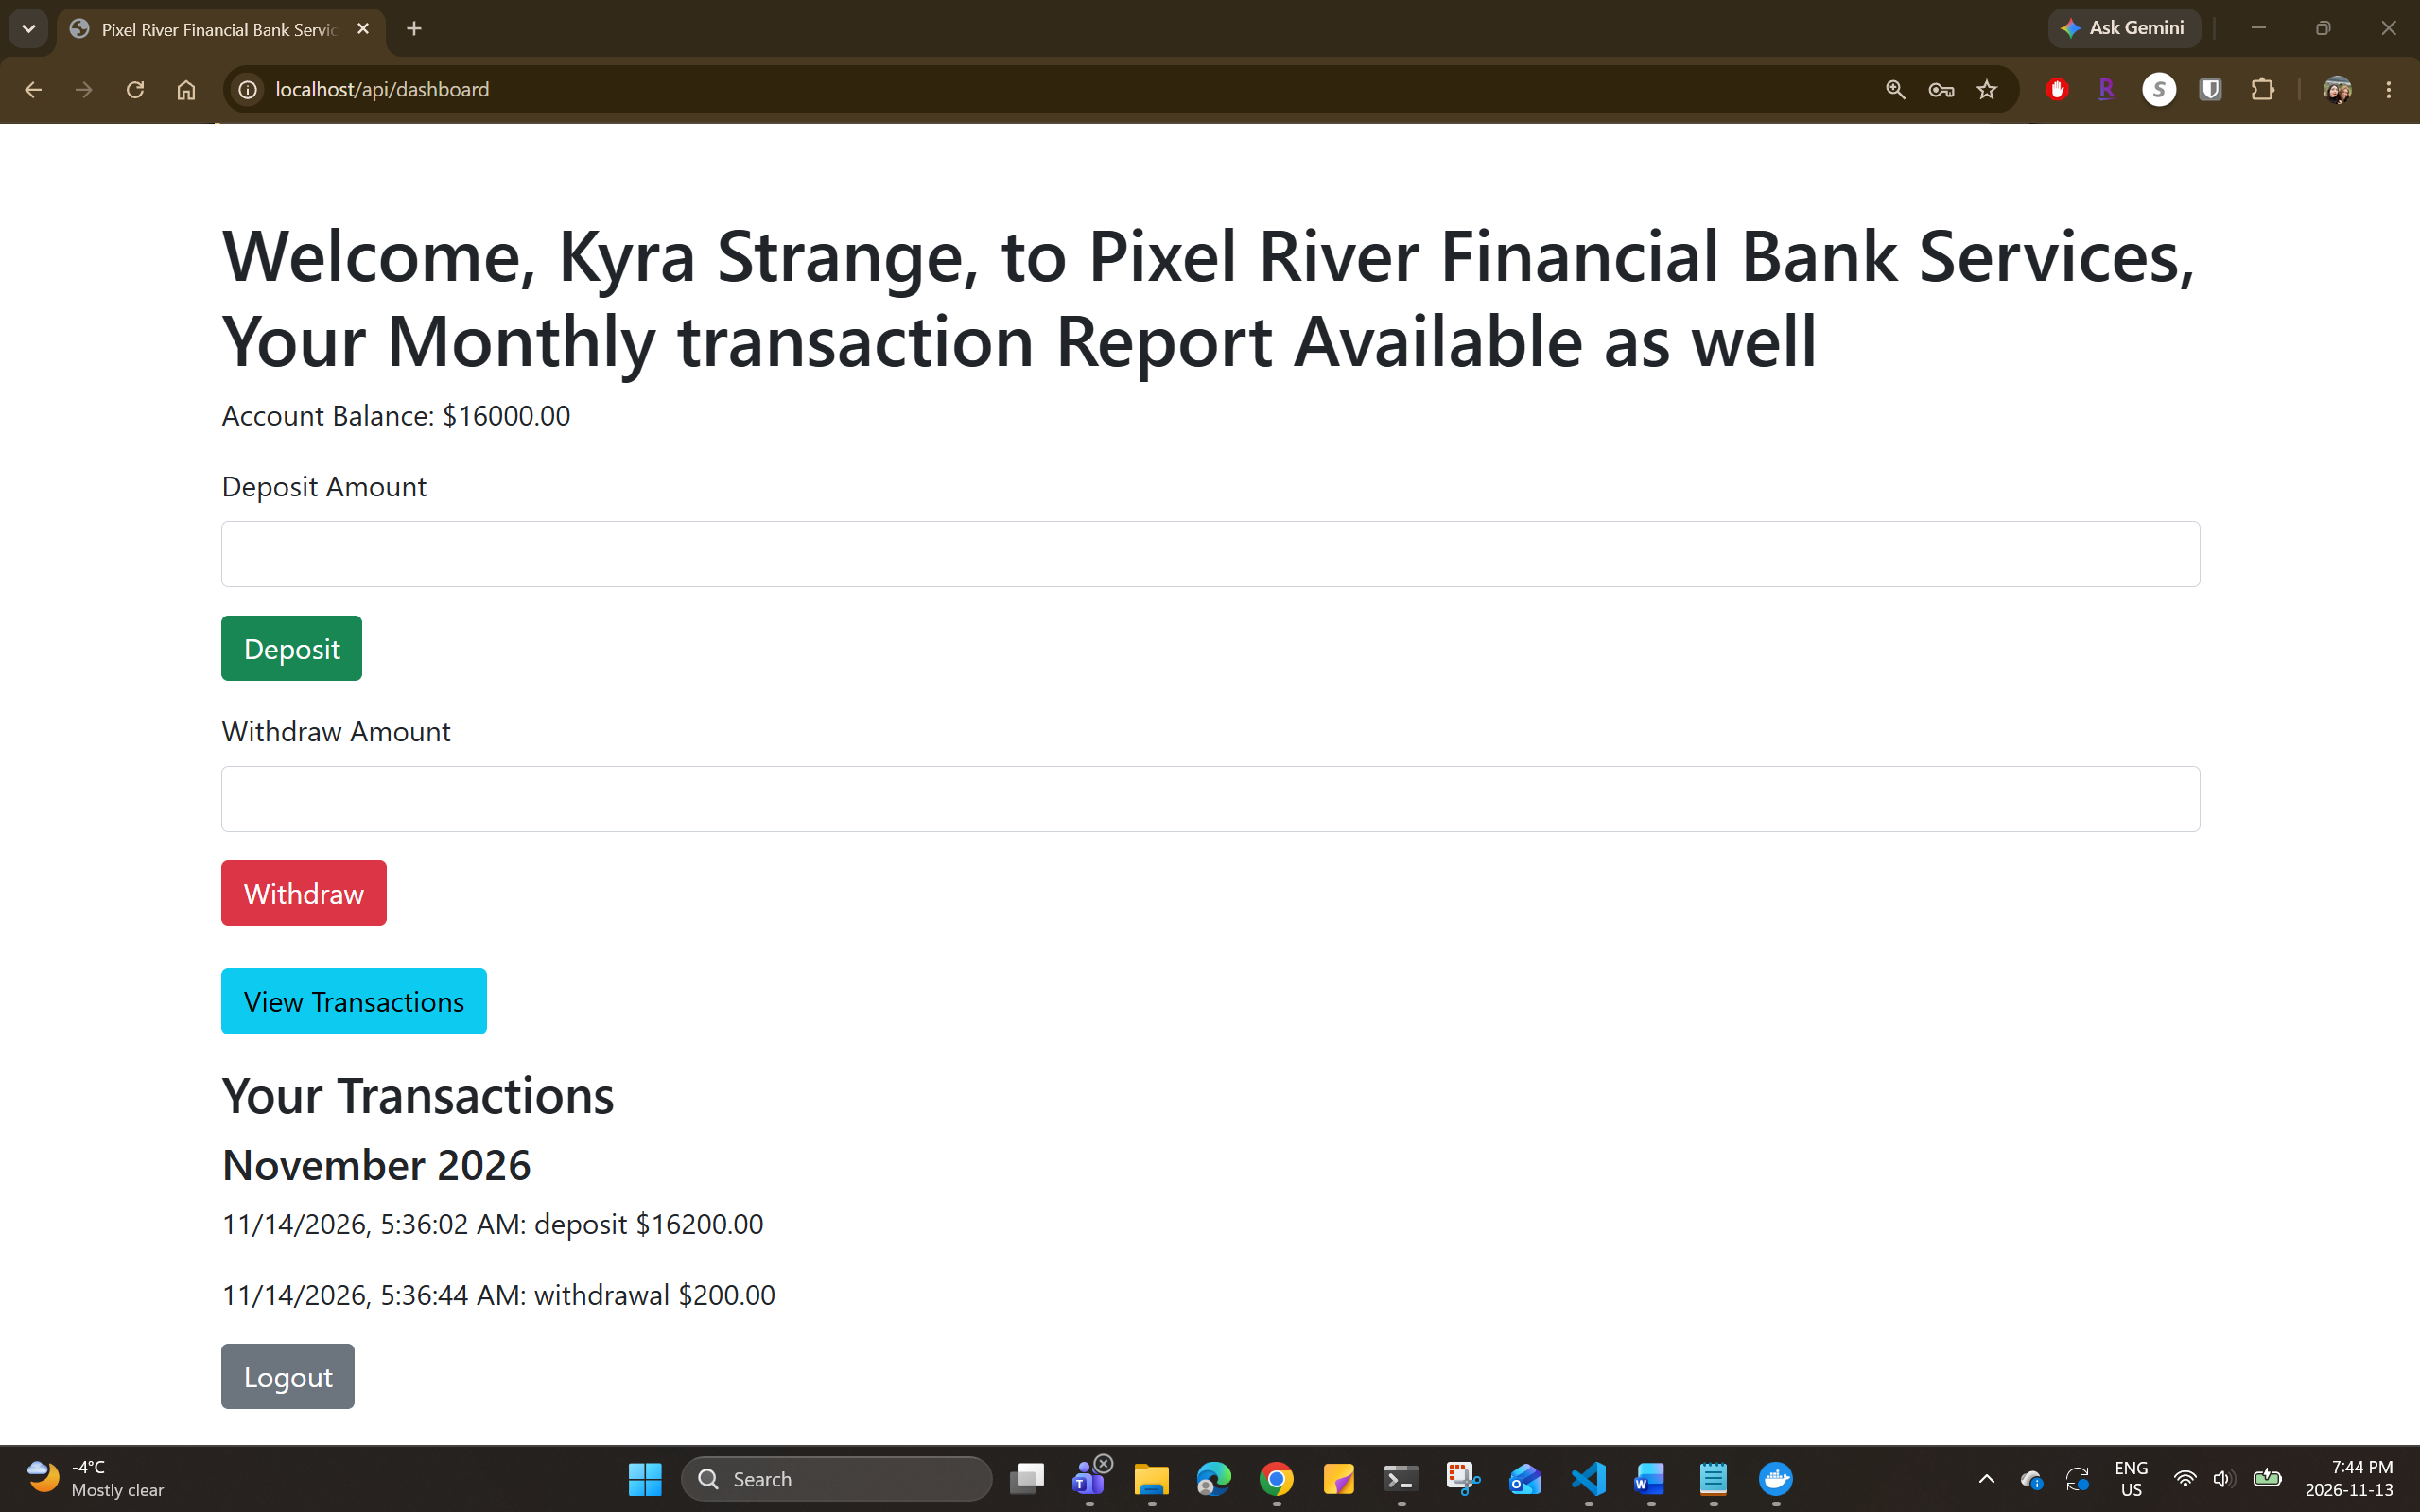 Pixel River Financial Bank Servic
Ask Gemini
localhost/api/dashboard
Welcome, Kyra Strange, to Pixel River Financial Bank Services,
Your Monthly transaction Report Available as well
Account Balance: $16000.00
Deposit Amount
Deposit
Withdraw Amount
Withdraw
View Transactions
Your Transactions
November 2026
11/14/2026, 5:36:02 AM: deposit $16200.00
11/14/2026, 5:36:44 AM: withdrawal $200.00
Logout
-4°C
Mostly clear
Search
ENG
US
7:44 PM
2026-11-13